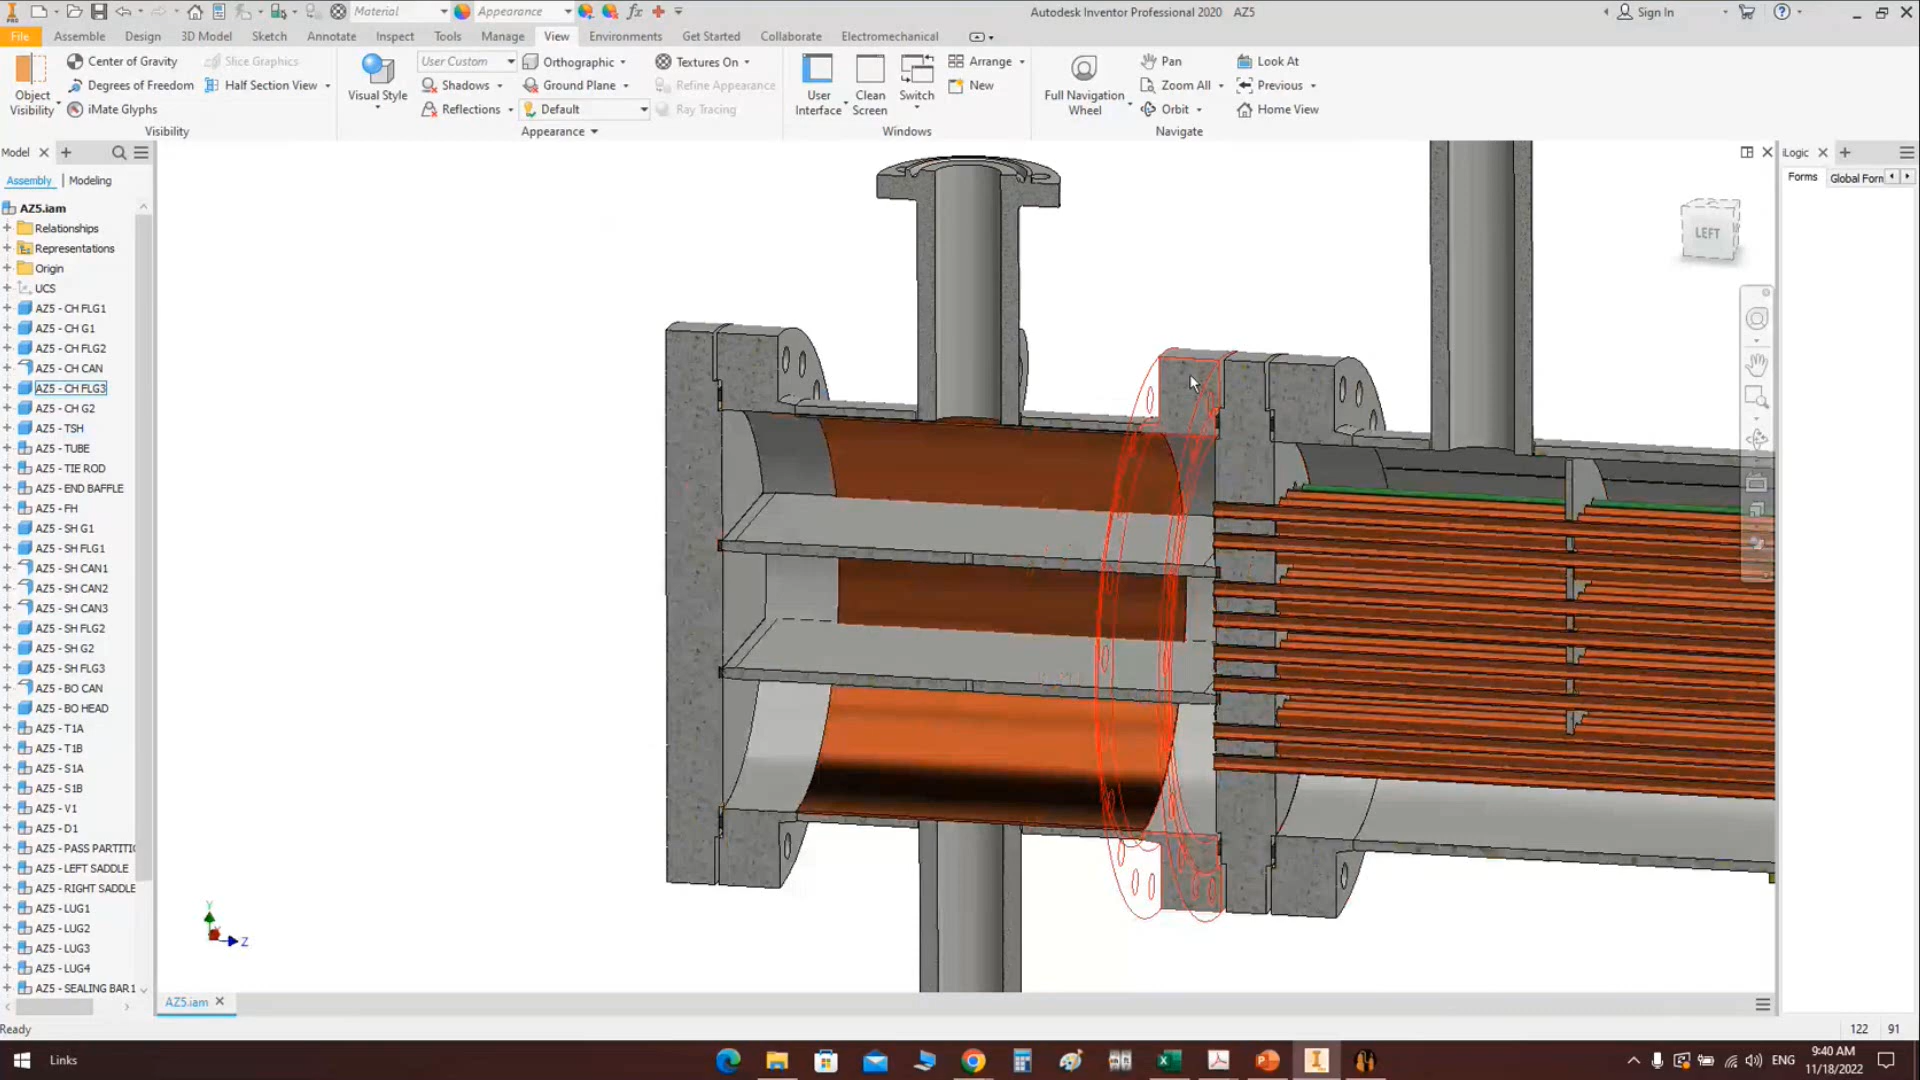 Material
Appearance
fx
Autodesk Inventor Professional 2020 AZ5
Sign In
File
Assemble
Design
3D Model
Sketch
Annotate
Inspect
Tools
Manage
View
Environments
Get Started
Collaborate
Electromechanical
Object Visibility
Center of Gravity
Degrees of Freedom
iMate Glyphs
Slice Graphics
Half Section View
Visibility
Visual Style
User Custom
Shadows
Reflections
Orthographic
Ground Plane
Default
Textures On
Refine Appearance
Ray Tracing
Appearance
User Interface
Clean Screen
Switch
Arrange
New
Windows
Full Navigation Wheel
Pan
Zoom All
Orbit
Look At
Previous
Home View
Navigate
Model
Assembly
Modeling
AZ5.iam
Relationships
Representations
Origin
UCS
AZ5 - CH FLG1
AZ5 - CH G1
AZ5 - CH FLG2
AZ5 - CH CAN
AZ5 - CH FLG3
AZ5 - CH G2
AZ5 - TSH
AZ5 - TUBE
AZ5 - TIE ROD
AZ5 - END BAFFLE
AZ5 - FH
AZ5 - SH G1
AZ5 - SH FLG1
AZ5 - SH CAN1
AZ5 - SH CAN2
AZ5 - SH CAN3
AZ5 - SH FLG2
AZ5 - SH G2
AZ5 - SH FLG3
AZ5 - BO CAN
AZ5 - BO HEAD
AZ5 - T1A
AZ5 - T1B
AZ5 - S1A
AZ5 - S1B
AZ5 - V1
AZ5 - D1
AZ5 - PASS PARTITI
AZ5 - LEFT SADDLE
AZ5 - RIGHT SADDLE
AZ5 - LUG1
AZ5 - LUG2
AZ5 - LUG3
AZ5 - LUG4
AZ5 - SEALING BAR1
LEFT
Y
Z
iLogic
Forms
Global Forn
AZ5.iam
Ready
122
91
Links
ENG
9:40 AM
11/18/2022